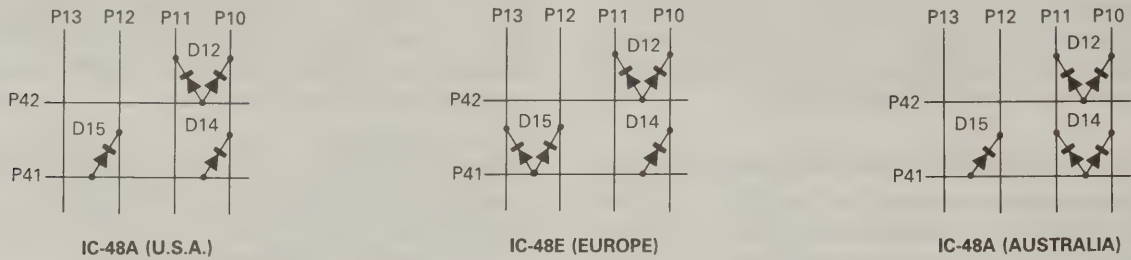 P13 P12 P11 P10
D12
P42
D15 D14
P41
IC-48A (U.S.A.)
P13 P12 P11 P10
D12
P42
D15 D14
P41
IC-48E (EUROPE)
P13 P12 P11 P10
D12
P42
D15 D14
P41
IC-48A (AUSTRALIA)